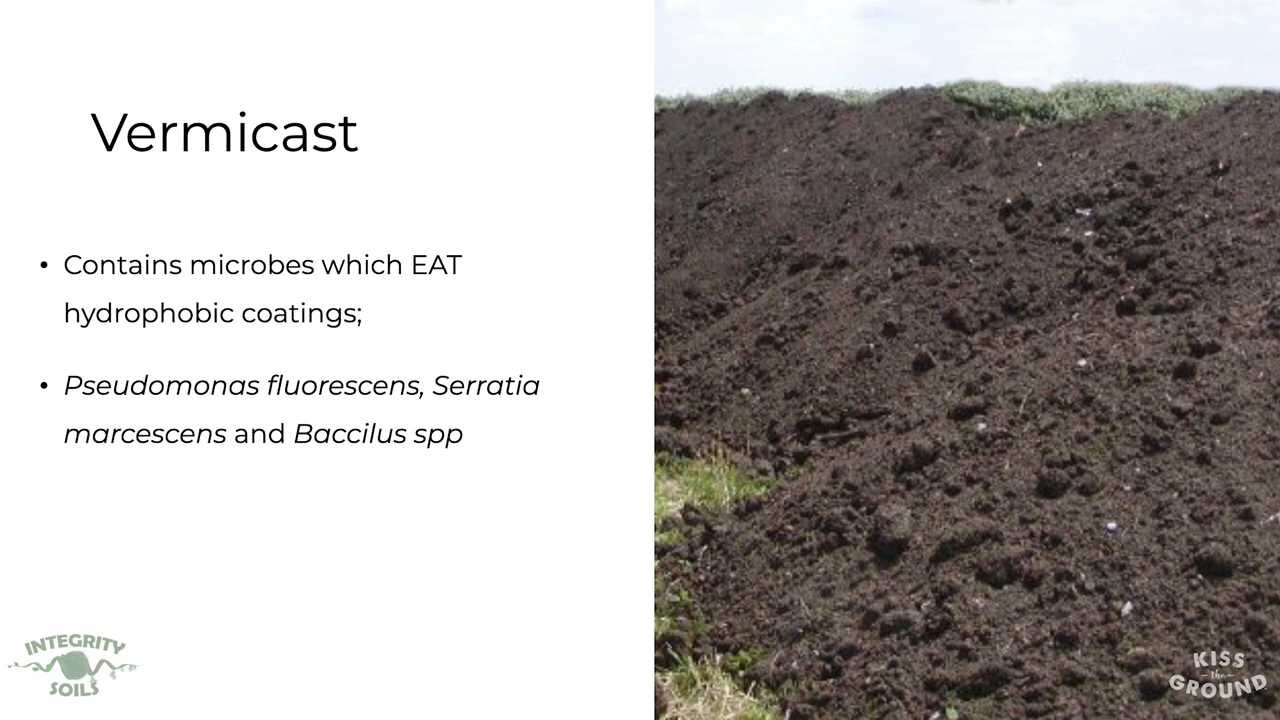 Vermicast
• Contains microbes which EAT
hydrophobic coatings;
• Pseudomonas fluorescens, Serratia
marcescens and Baccilus spp
INTEGRITY
SOILS
KISS
the
GROUND